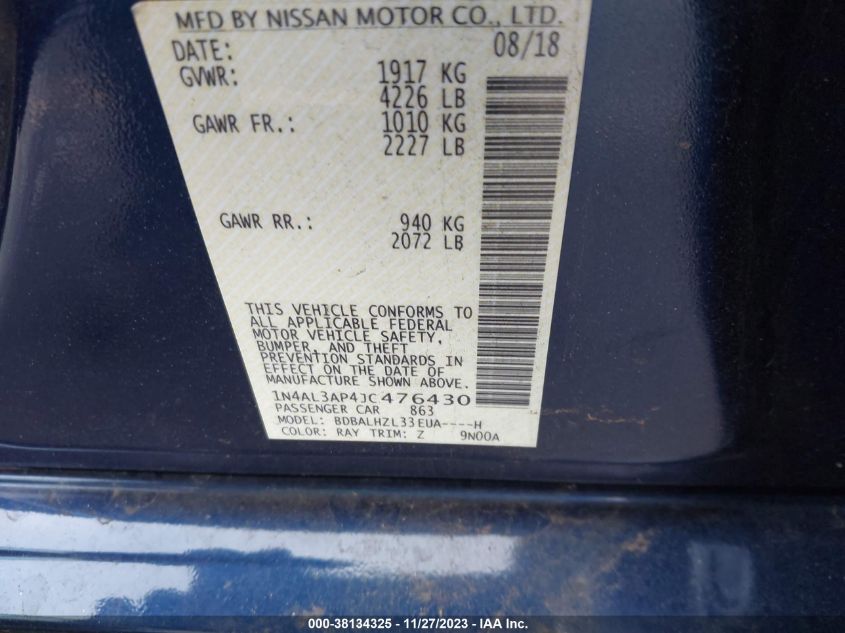 MFD BY NISSAN MOTOR CO., LTD.
DATE: 08/18
GVWR: 1917 KG
4226 LB
GAWR FR.: 1010 KG
2227 LB
GAWR RR.: 940 KG
2072 LB
THIS VEHICLE CONFORMS TO
ALL APPLICABLE FEDERAL
MOTOR VEHICLE SAFETY,
BUMPER, AND THEFT
PREVENTION STANDARDS IN
EFFECT ON THE DATE OF
MANUFACTURE SHOWN ABOVE.
1N4AL3AP4JC476430
PASSENGER CAR 863
MODEL: BDBALHZL33EUA----H
COLOR: RAY TRIM: Z 9N00A
000-38134325 - 11/27/2023 - IAAI.com